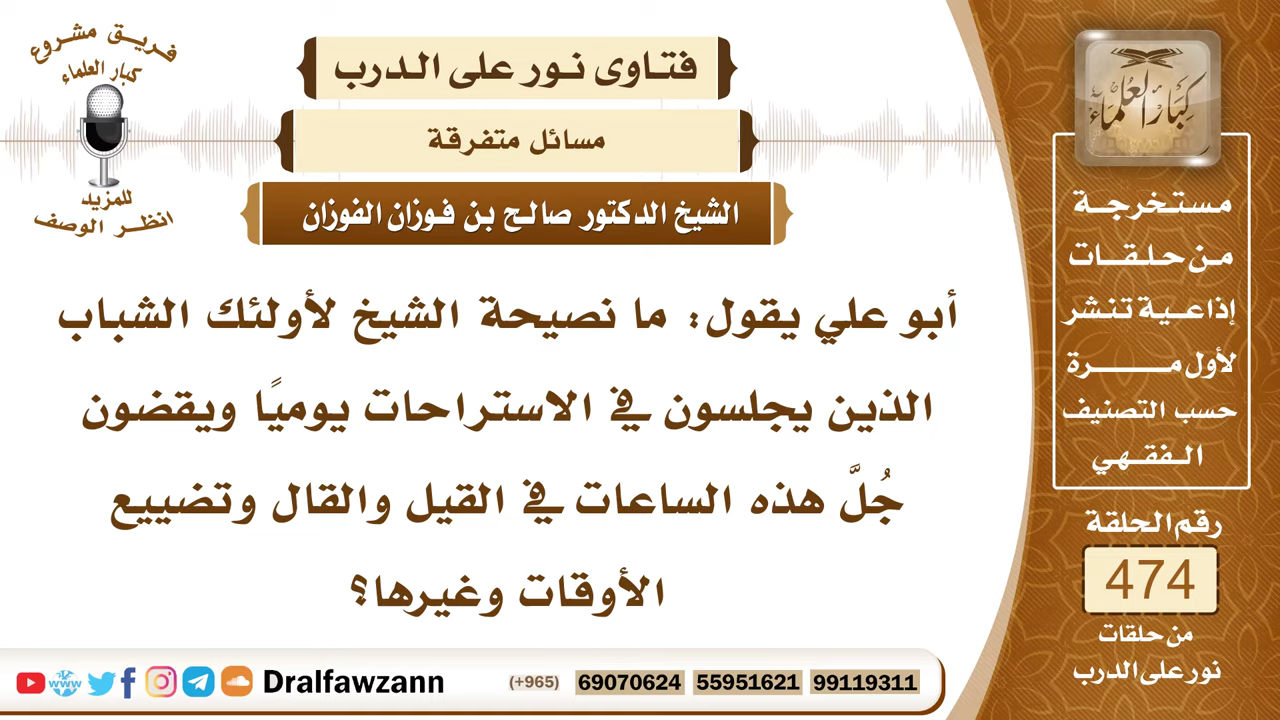 فريق مشروع
كبار العلماء
للمزيد
انظر الوصف
فتاوى نور على الدرب
مسائل متفرقة
الشيخ الدكتور صالح بن فوزان الفوزان
أبو علي يقول: ما نصيحة الشيخ لأولئك الشباب
الذين يجلسون في الاستراحات يوميًا ويقضون
جُلَّ هذه الساعات في القيل والقال وتضييع
الأوقات وغيرها؟
كبار العلماء
مستخرجة
من حلقات
إذاعية تنشر
لأول مرة
حسب التصنيف
الفقهي
رقم الحلقة
474
من حلقات
نور على الدرب
www Dralfawzann (+965) 69070624 55951621 99119311